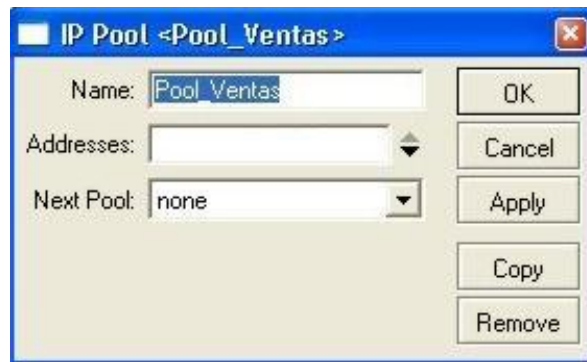 IP Pool <Pool_Ventas>
Name: Pool_Ventas OK
Addresses: Cancel
Next Pool: none Apply
Copy
Remove